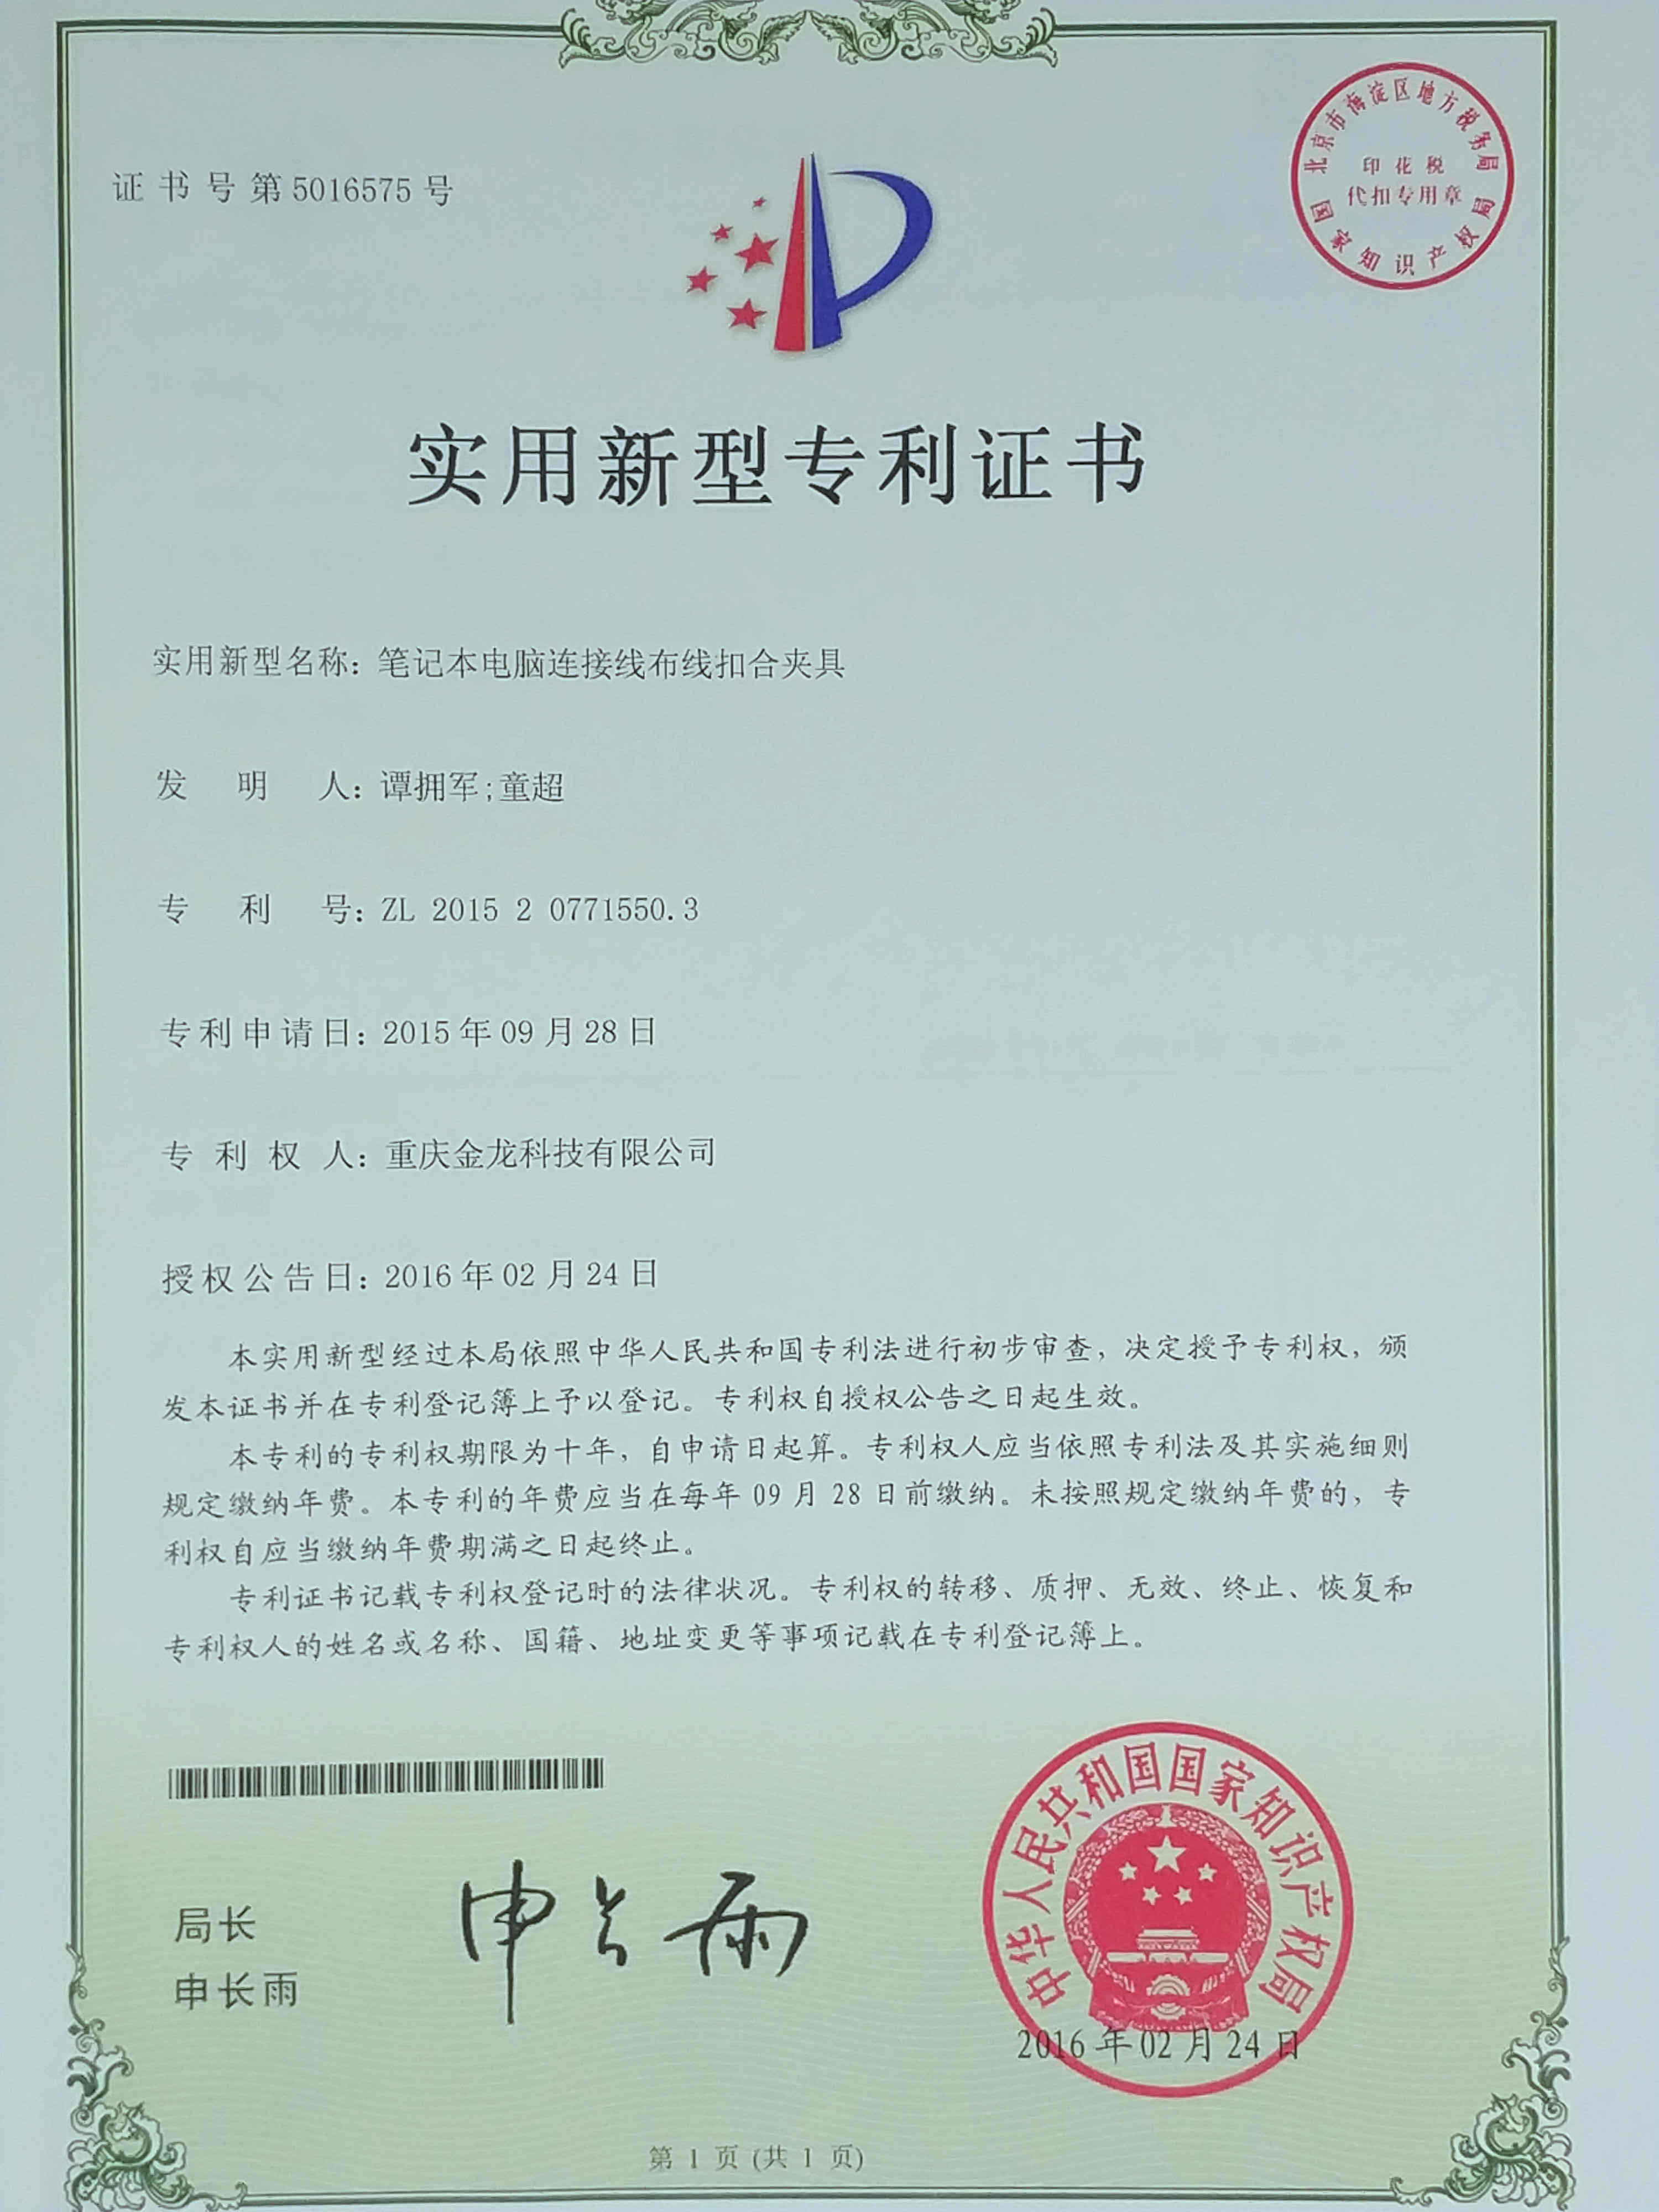 证书号第5016575号
北京市海淀区地方税务局
印花税
代扣专用章
国家知识产权局
实用新型专利证书
实用新型名称：笔记本电脑连接线布线扣合夹具
发明人：谭拥军;童超
专利号：ZL 2015 2 0771550.3
专利申请日：2015年09月28日
专利权人：重庆金龙科技有限公司
授权公告日：2016年02月24日
本实用新型经过本局依照中华人民共和国专利法进行初步审查，决定授予专利权，颁
发本证书并在专利登记簿上予以登记。专利权自授权公告之日起生效。
本专利的专利权期限为十年，自申请日起算。专利权人应当依照专利法及其实施细则
规定缴纳年费。本专利的年费应当在每年09月28日前缴纳。未按照规定缴纳年费的，专
利权自应当缴纳年费期满之日起终止。
专利证书记载专利权登记时的法律状况。专利权的转移、质押、无效、终止、恢复和
专利权人的姓名或名称、国籍、地址变更等事项记载在专利登记簿上。
局长
申长雨
申长雨
中华人民共和国国家知识产权局
2016年02月24日
第1页(共1页)